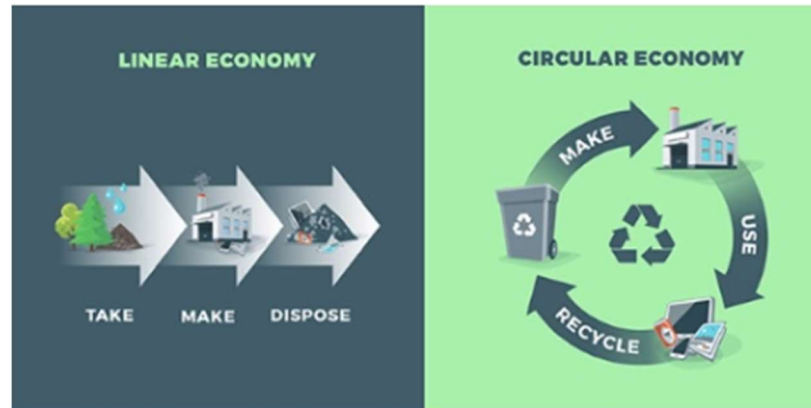 LINEAR ECONOMY
TAKE
MAKE
DISPOSE
CIRCULAR ECONOMY
MAKE
USE
RECYCLE